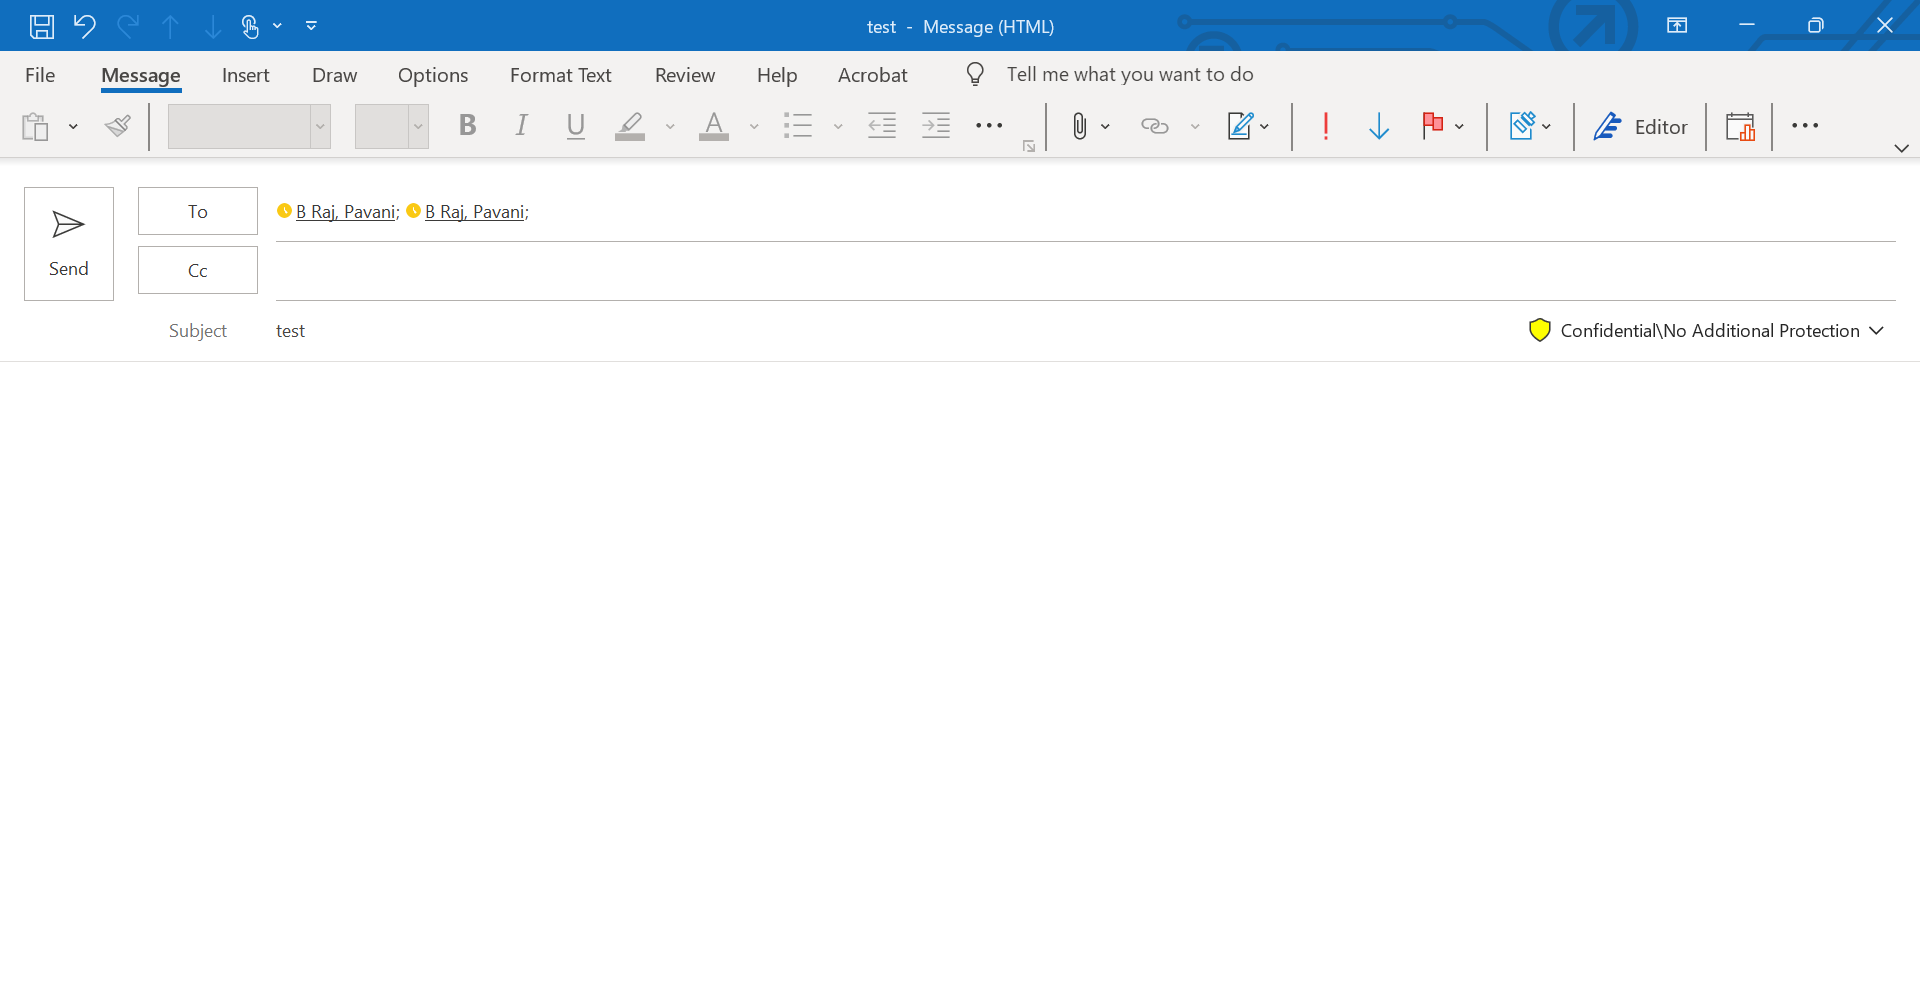 test - Message (HTML)
File Message Insert Draw Options Format Text Review Help Acrobat Tell me what you want to do
B I U A Editor
To B Raj, Pavani; B Raj, Pavani;
Send
Cc
Subject test Confidential\No Additional Protection